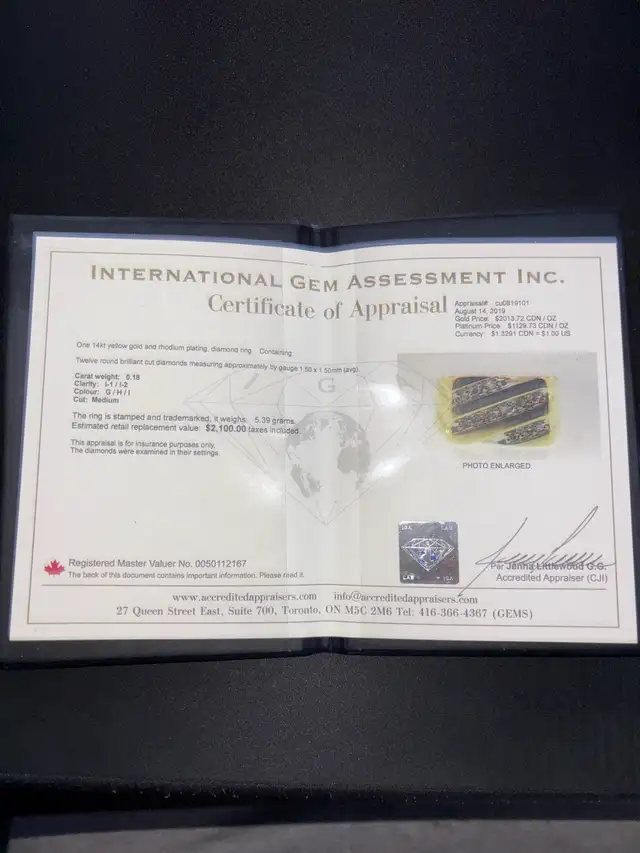 INTERNATIONAL GEM ASSESSMENT INC.
Certificate of Appraisal
Appraisal# cu0819101
August 14, 2019
Gold Price: $2013.72 CDN / OZ
Platinum Price: $1129.73 CDN / OZ
Currency: $1.3291 CDN = $1.00 US
One 14kt yellow gold and rhodium plating, diamond ring Containing
Twelve round brilliant cut diamonds measuring approximately by gauge 1.50 x 1.50mm (avg).
Carat weight: 0.18
Clarity: I-1 / I-2
Colour: G / H / I
Cut: Medium
The ring is stamped and trademarked, it weighs 5.39 grams.
Estimated retail replacement value: $2,100.00 taxes included.
This appraisal is for insurance purposes only.
The diamonds were examined in their settings.
I G
PHOTO ENLARGED
IGA LAB
LAB IGA
Registered Master Valuer No. 0050112167
The back of this document contains important information. Please read it.
Per Janna Littlewood G.G.
Accredited Appraiser (CJI)
www.accreditedappraisers.com info@accreditedappraisers.com
27 Queen Street East, Suite 700, Toronto, ON M5C 2M6 Tel: 416-366-4367 (GEMS)